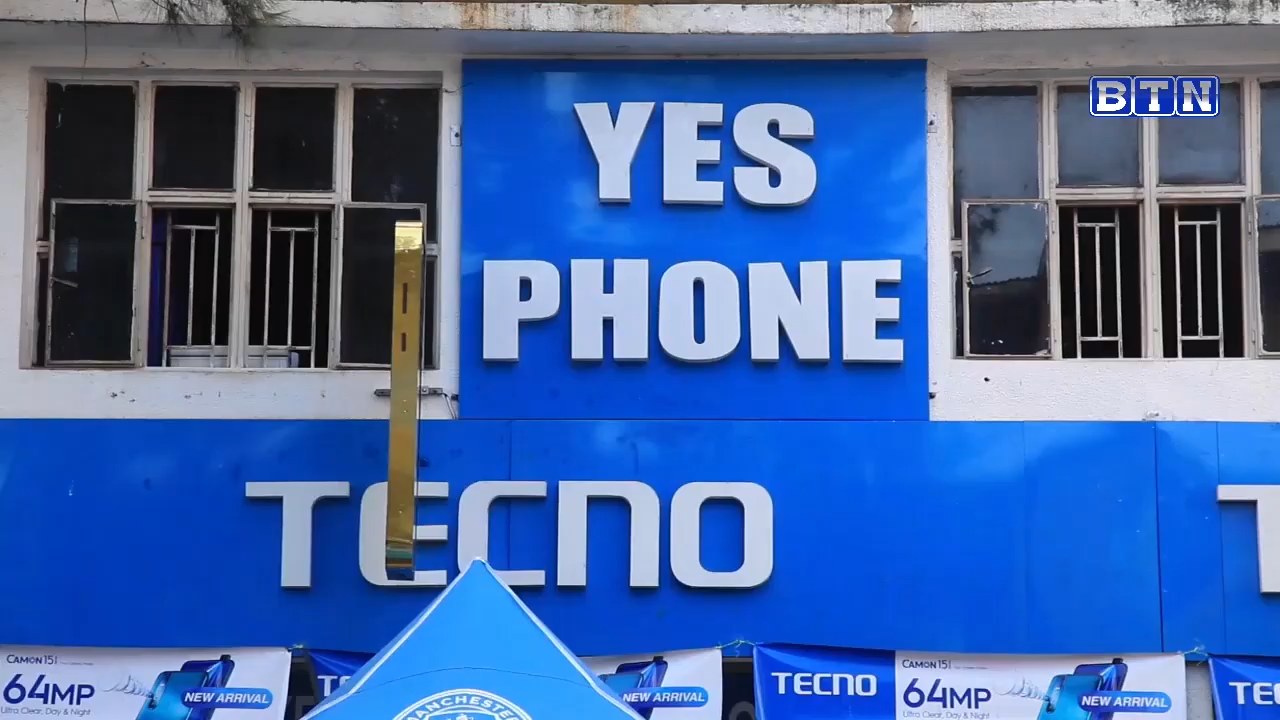 BTN
YES
PHONE
TECNO
T
CAMON 15
64MP
Ultra Clear, Day & Night
NEW ARRIVAL
NEW ARRIVAL
TECNO
CAMON 15
64MP
Ultra Clear, Day & Night
NEW ARRIVAL
MANCHESTER